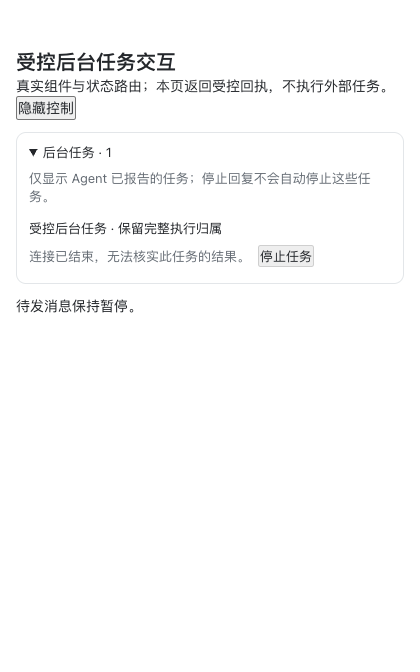 受控后台任务交互
真实组件与状态路由；本页返回受控回执，不执行外部任务。
隐藏控制
▼ 后台任务 · 1
仅显示 Agent 已报告的任务；停止回复不会自动停止这些任
务。
受控后台任务 · 保留完整执行归属
连接已结束，无法核实此任务的结果。 停止任务
待发消息保持暂停。